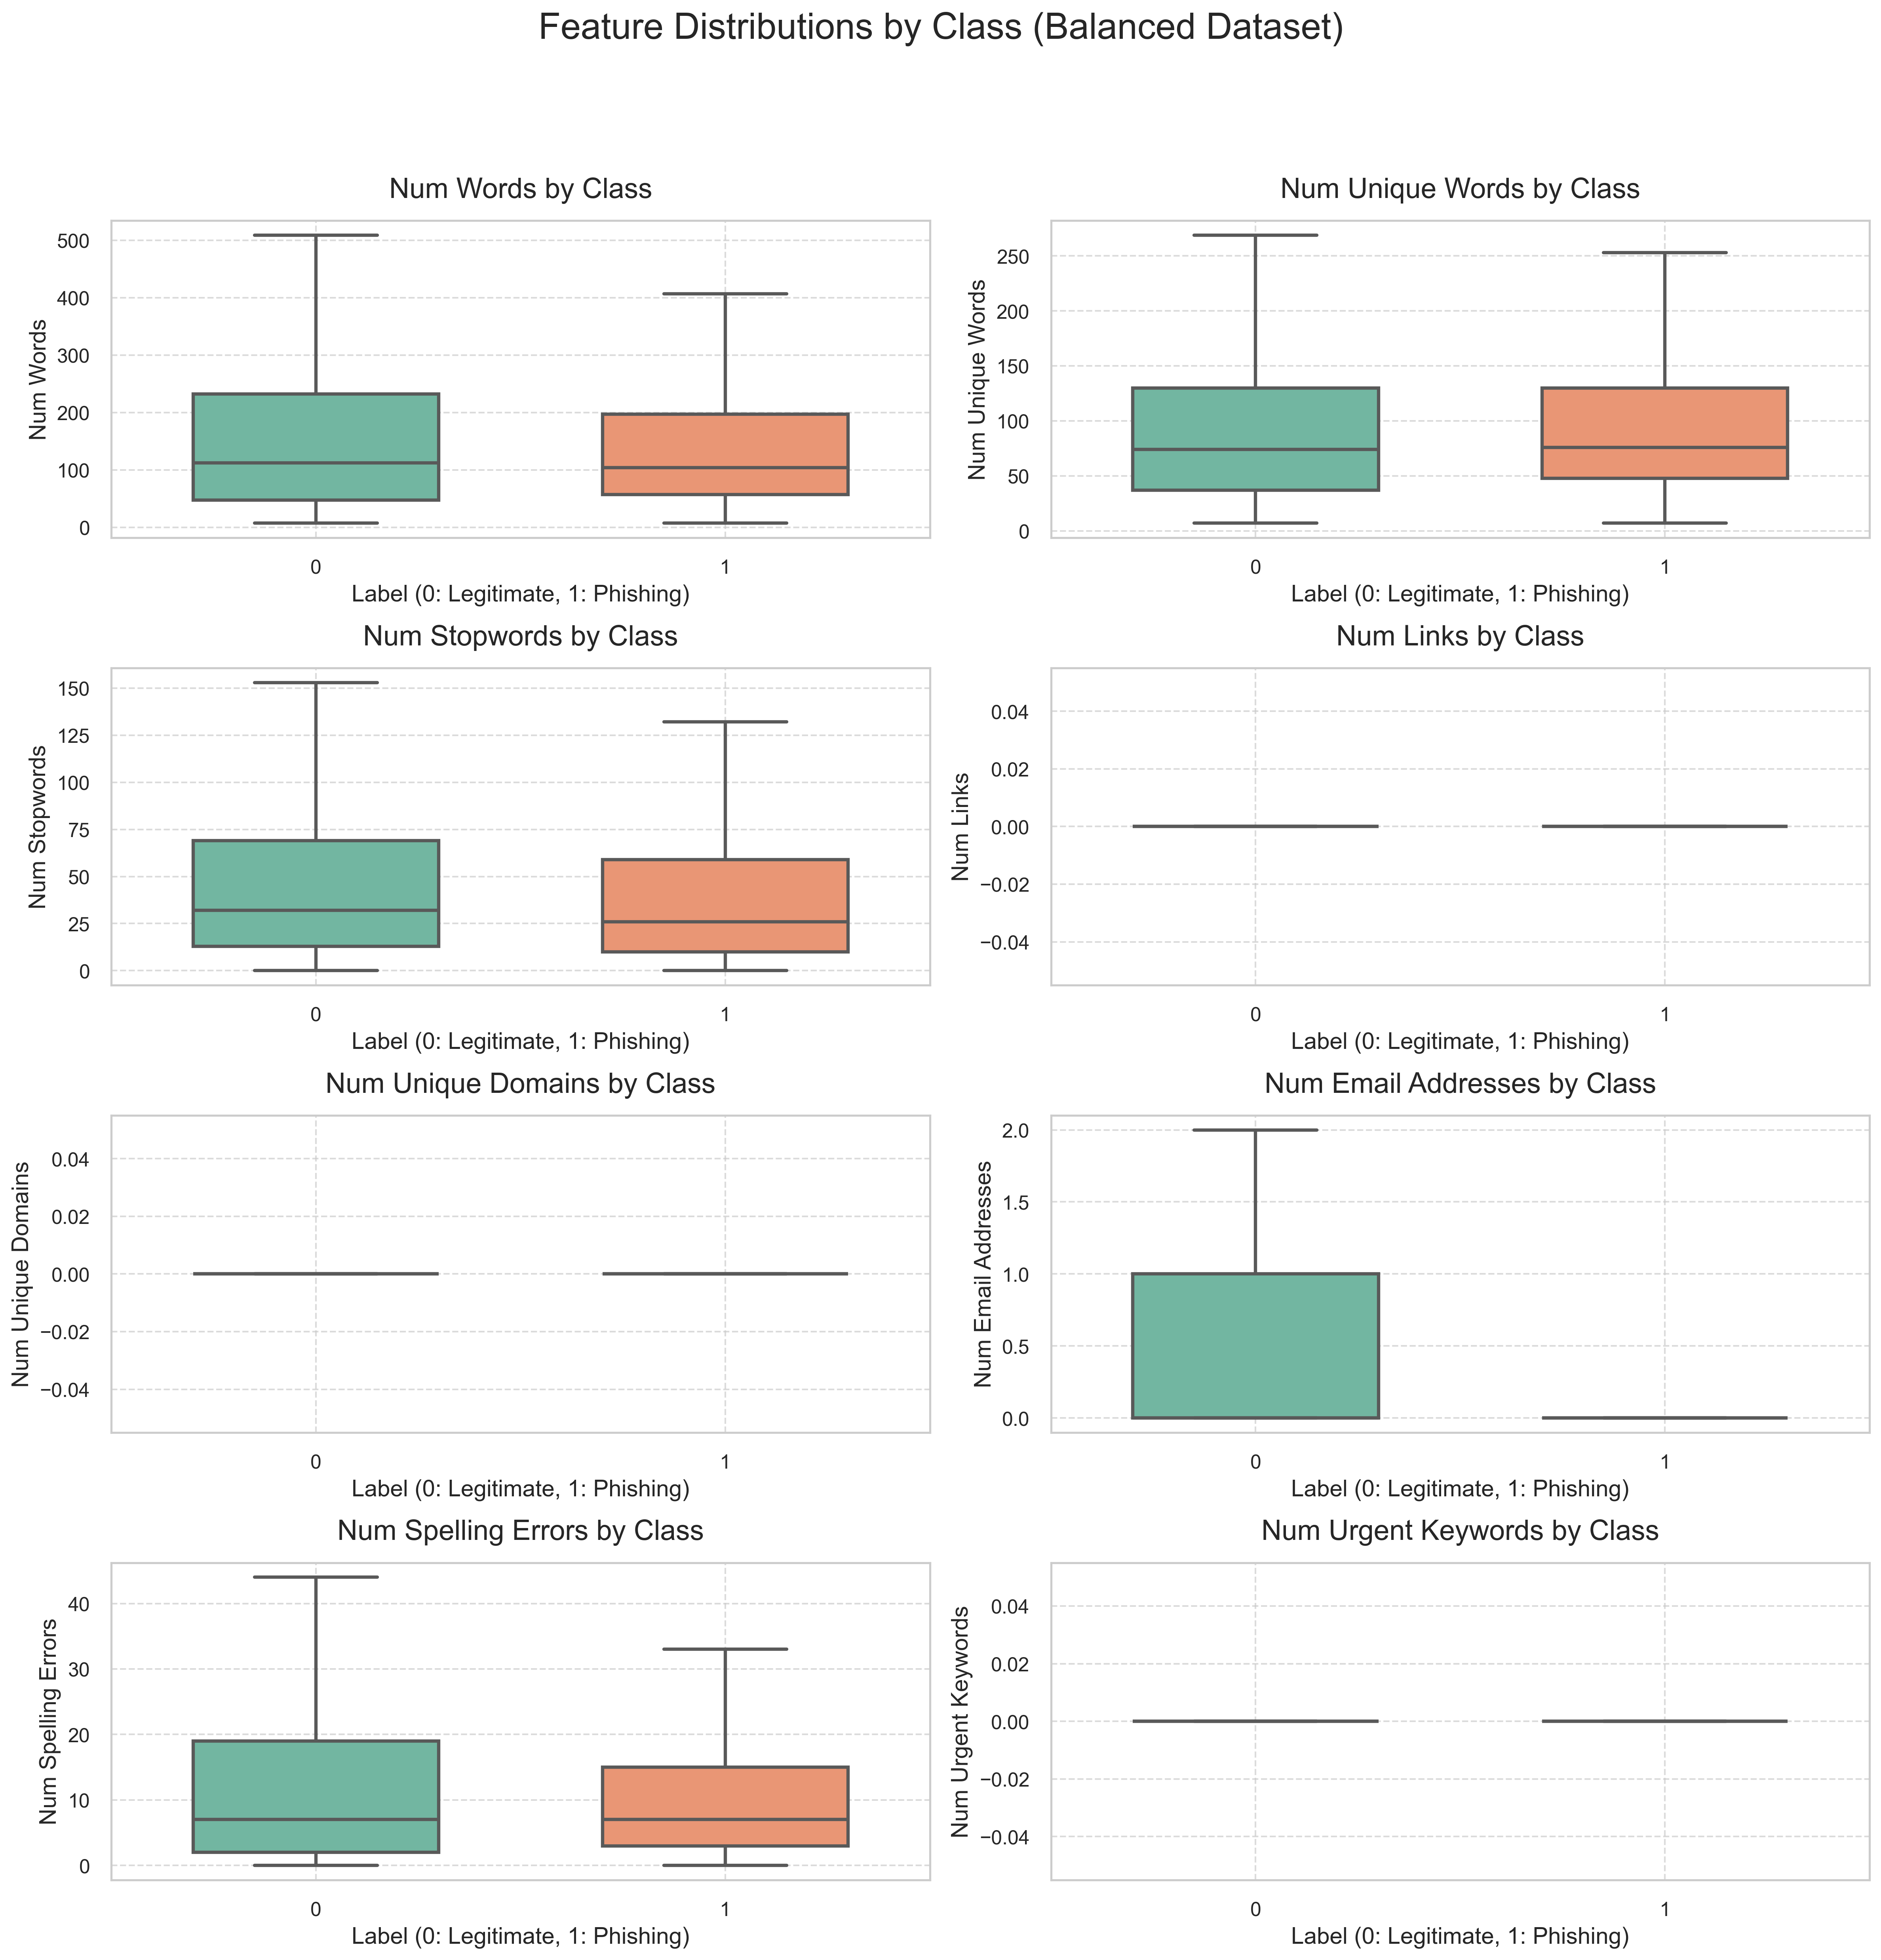 Feature Distributions by Class (Balanced Dataset)
Num Words by Class
Num Words
500
400
300
200
100
0
0
1
Label (0: Legitimate, 1: Phishing)
Num Unique Words by Class
Num Unique Words
250
200
150
100
50
0
0
1
Label (0: Legitimate, 1: Phishing)
Num Stopwords by Class
Num Stopwords
150
125
100
75
50
25
0
0
1
Label (0: Legitimate, 1: Phishing)
Num Links by Class
Num Links
0.04
0.02
0.00
−0.02
−0.04
0
1
Label (0: Legitimate, 1: Phishing)
Num Unique Domains by Class
Num Unique Domains
0.04
0.02
0.00
−0.02
−0.04
0
1
Label (0: Legitimate, 1: Phishing)
Num Email Addresses by Class
Num Email Addresses
2.0
1.5
1.0
0.5
0.0
0
1
Label (0: Legitimate, 1: Phishing)
Num Spelling Errors by Class
Num Spelling Errors
40
30
20
10
0
0
1
Label (0: Legitimate, 1: Phishing)
Num Urgent Keywords by Class
Num Urgent Keywords
0.04
0.02
0.00
−0.02
−0.04
0
1
Label (0: Legitimate, 1: Phishing)